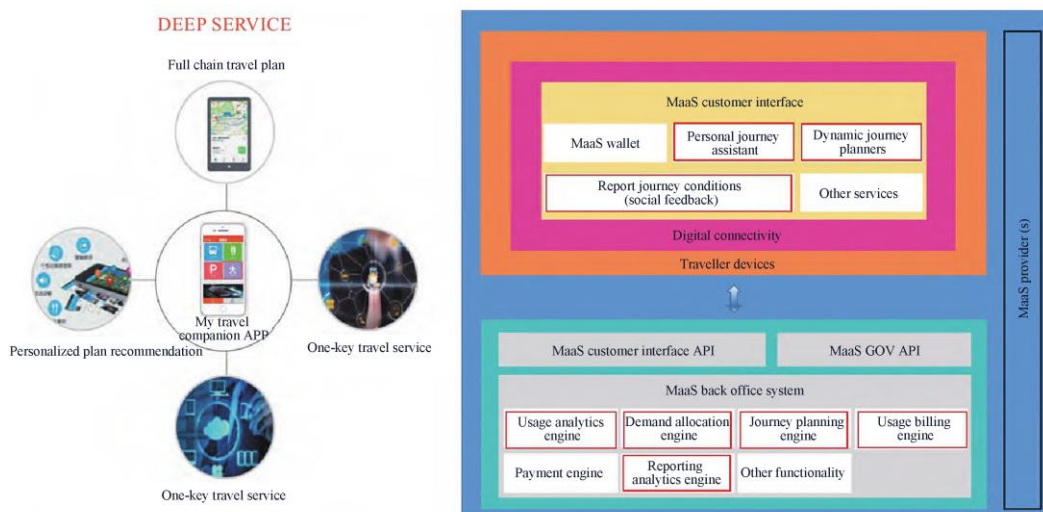 DEEP SERVICE
Full chain travel plan
My travel
companion APP
Personalized plan recommendation
One-key travel service
One-key travel service
MaaS customer interface
MaaS wallet
Personal journey
assistant
Dynamic journey
planners
Report journey conditions
(social feedback)
Other services
Digital connectivity
Traveller devices
MaaS customer interface API
MaaS GOV API
MaaS back office system
Usage analytics
engine
Demand allocation
engine
Journey planning
engine
Usage billing
engine
Payment engine
Reporting
analytics engine
Other functionality
MaaS provider (s)